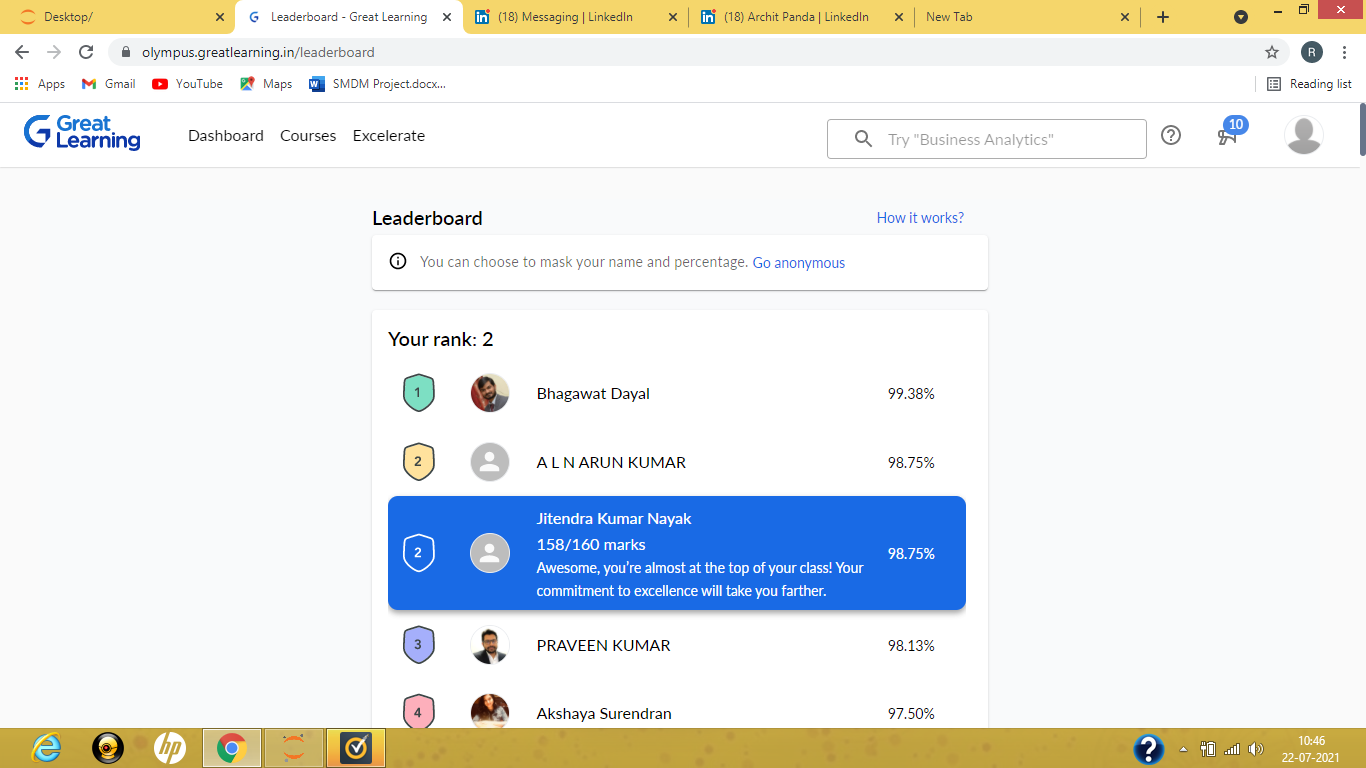 Desktop/
Leaderboard - Great Learning
(18) Messaging | LinkedIn
(18) Archit Panda | LinkedIn
New Tab
olympus.greatlearning.in/leaderboard
R
Apps
Gmail
YouTube
Maps
SMDM Project.docx...
Reading list
Great
Learning
Dashboard
Courses
Excelerate
Try "Business Analytics"
10
Leaderboard
How it works?
You can choose to mask your name and percentage. Go anonymous
Your rank: 2
1 Bhagawat Dayal 99.38%
2 A L N ARUN KUMAR 98.75%
Jitendra Kumar Nayak
158/160 marks
2 98.75%
Awesome, you're almost at the top of your class! Your
commitment to excellence will take you farther.
3 PRAVEEN KUMAR 98.13%
4 Akshaya Surendran 97.50%
hp
10:46
22-07-2021